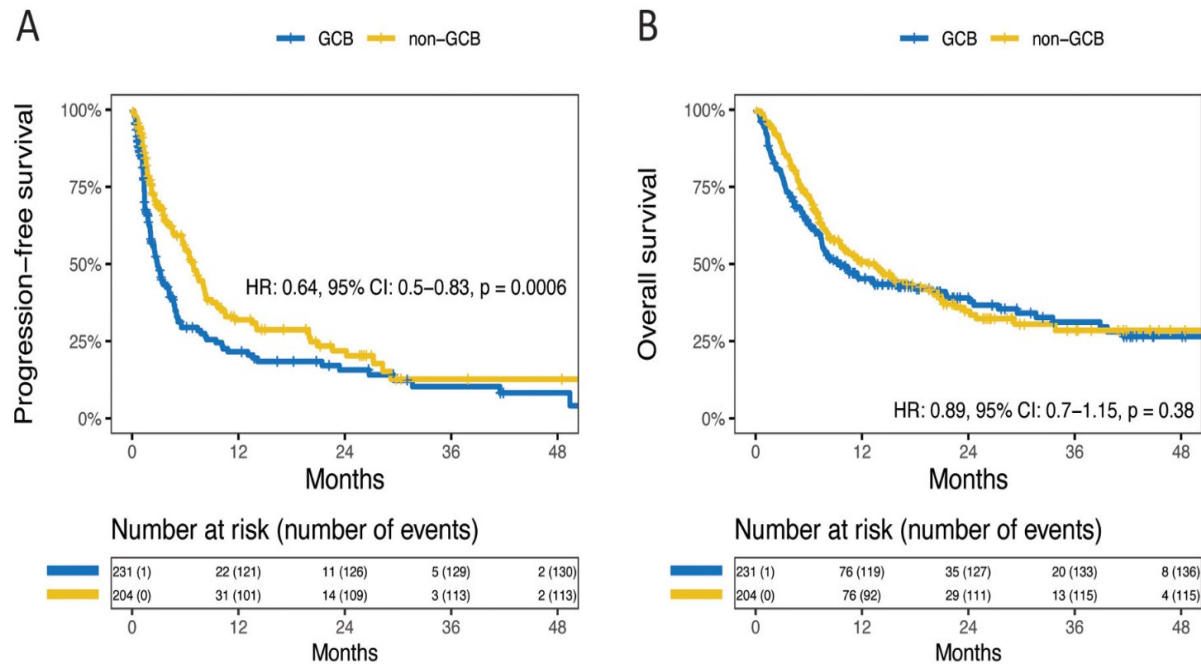 A
GCB non-GCB
Progression-free survival
100%
75%
50%
25%
0%
HR: 0.64, 95% CI: 0.5-0.83, p = 0.0006
0 12 24 36 48
Months
Number at risk (number of events)
231 (1) 22 (121) 11 (126) 5 (129) 2 (130)
204 (0) 31 (101) 14 (109) 3 (113) 2 (113)
0 12 24 36 48
Months
B
GCB non-GCB
Overall survival
100%
75%
50%
25%
0%
HR: 0.89, 95% CI: 0.7-1.15, p = 0.38
0 12 24 36 48
Months
Number at risk (number of events)
231 (1) 76 (119) 35 (127) 20 (133) 8 (136)
204 (0) 76 (92) 29 (111) 13 (115) 4 (115)
0 12 24 36 48
Months